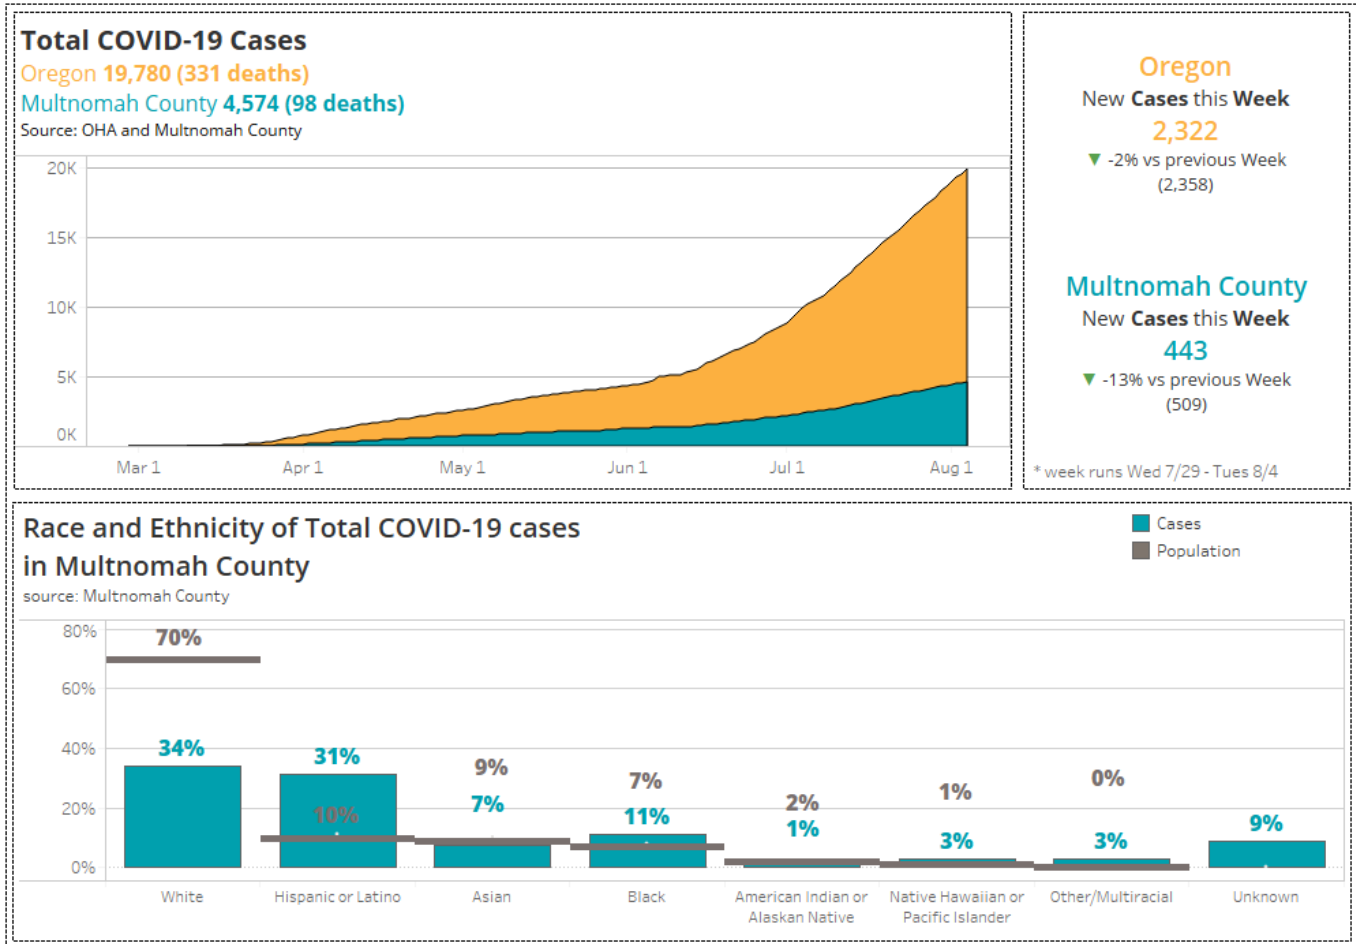 Total COVID-19 Cases
Oregon 19,780 (331 deaths)
Multnomah County 4,574 (98 deaths)
Source: OHA and Multnomah County
20K
15K
10K
5K
0K
Mar 1 Apr 1 May 1 Jun 1 Jul 1 Aug 1
Oregon
New Cases this Week
2,322
▼ -2% vs previous Week
(2,358)
Multnomah County
New Cases this Week
443
▼ -13% vs previous Week
(509)
* week runs Wed 7/29 - Tues 8/4
Race and Ethnicity of Total COVID-19 cases
in Multnomah County
source: Multnomah County
Cases
Population
80%
60%
40%
20%
0%
70%
34%
31%
10%
9%
7%
7%
11%
2%
1%
1%
3%
0%
3%
9%
White
Hispanic or Latino
Asian
Black
American Indian or
Alaskan Native
Native Hawaiian or
Pacific Islander
Other/Multiracial
Unknown